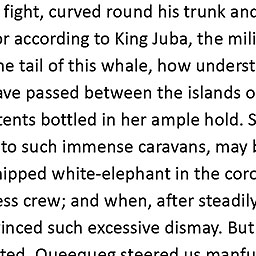 fight, curved round his trunk and
or according to King Juba, the mili
he tail of this whale, how underst
ave passed between the islands o
tents bottled in her ample hold. S
to such immense caravans, may b
hipped white-elephant in the coro
ess crew; and when, after steadily
vinced such excessive dismay. But
ted, Queequeg steered us manfu